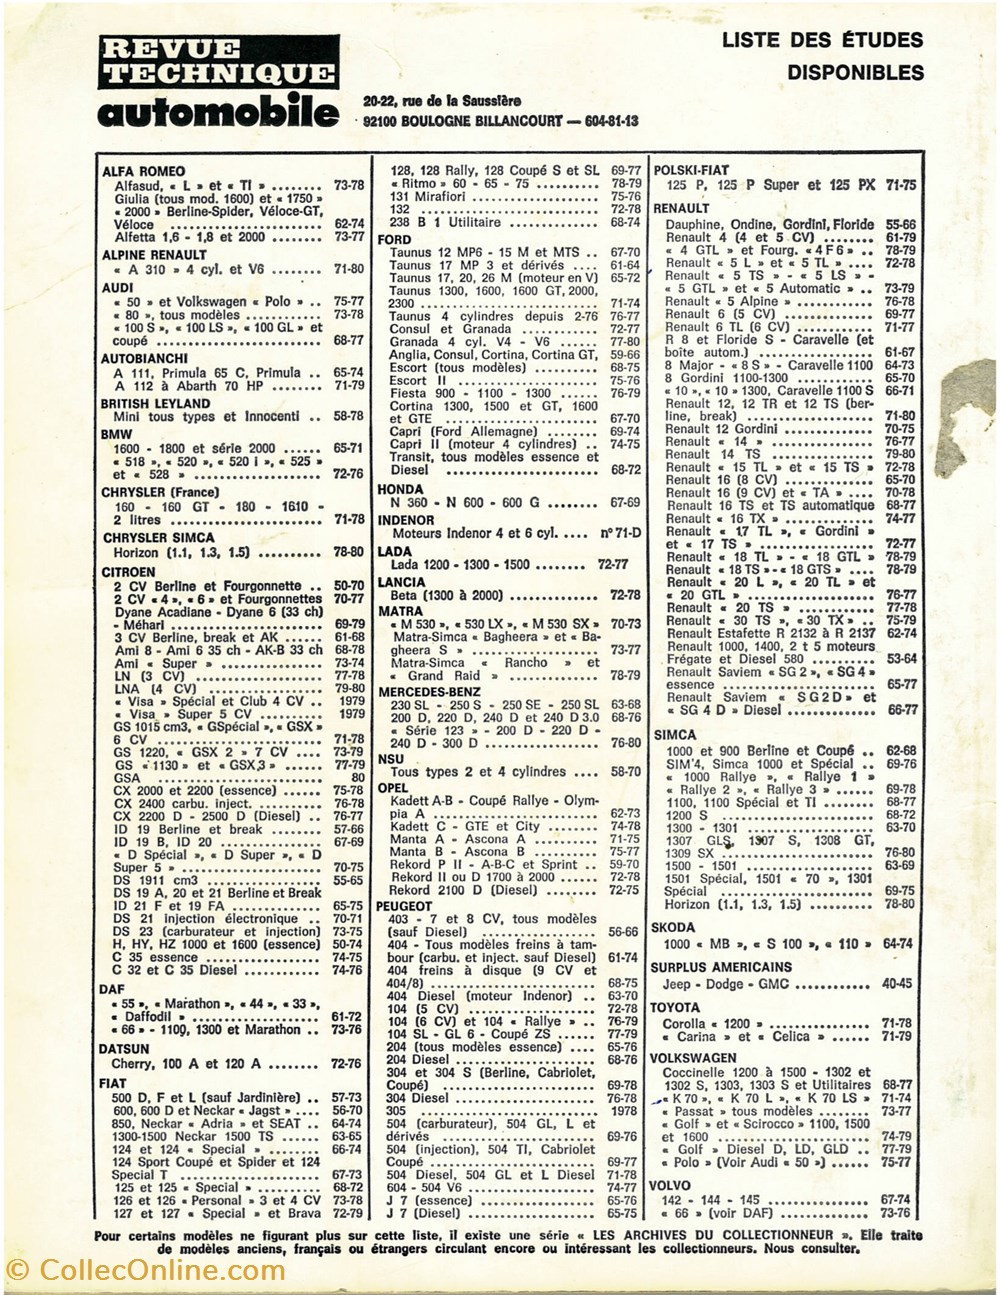 REVUE
TECHNIQUE
automobile
LISTE DES ÉTUDES
DISPONIBLES
20-22, rue de la Saussière
92100 BOULOGNE BILLANCOURT — 604-81-13
ALFA ROMEO
Alfasud, « L » et « TI » ........ 73-78
Giulia (tous mod. 1600) et « 1750 »
« 2000 » Berline-Spider, Véloce-GT,
Véloce ........ 62-74
Alfetta 1,6 - 1,8 et 2000 ........ 73-77
ALPINE RENAULT
« A 310 » 4 cyl. et V6 ........ 71-80
AUDI
« 50 » et Volkswagen « Polo » .. 75-77
« 80 », tous modèles ........ 73-78
« 100 S », « 100 LS », « 100 GL » et
coupé ........ 68-77
AUTOBIANCHI
A 111, Primula 65 C, Primula .. 65-74
A 112 à Abarth 70 HP ........ 71-79
BRITISH LEYLAND
Mini tous types et Innocenti .. 58-78
BMW
1600 - 1800 et série 2000 ...... 65-71
« 518 », « 520 », « 520 i », « 525 »
et « 528 » ........ 72-76
CHRYSLER (France)
160 - 160 GT - 180 - 1610 -
2 litres ........ 71-78
CHRYSLER SIMCA
Horizon (1.1, 1.3, 1.5) ........ 78-80
CITROEN
2 CV Berline et Fourgonnette .. 50-70
2 CV « 4 », « 6 » et Fourgonnettes 70-77
Dyane Acadiane - Dyane 6 (33 ch)
- Méhari ........ 69-79
3 CV Berline, break et AK ...... 61-68
Ami 8 - Ami 6 35 ch - AK-B 33 ch 68-78
Ami « Super » ........ 73-74
LN (3 CV) ........ 77-78
LNA (4 CV) ........ 79-80
« Visa » Spécial et Club 4 CV .. 1979
« Visa » Super 5 CV ........ 1979
GS 1015 cm3, « GSpécial », « GSX »
6 CV ........ 71-78
GS 1220, « GSX 2 » 7 CV .... 73-79
GS « 1130 » et « GSX3 » ...... 77-79
GSA ........ 80
CX 2000 et 2200 (essence) ...... 75-78
CX 2400 carbu. inject. ........ 76-78
CX 2200 D - 2500 D (Diesel) .. 76-77
ID 19 Berline et break ........ 57-66
ID 19 B, ID 20 ........ 67-69
« D Spécial », « D Super », « D
Super 5 » ........ 70-75
DS 1911 cm3 ........ 55-65
DS 19 A, 20 et 21 Berline et Break
ID 21 F et 19 FA ........ 65-75
DS 21 injection électronique .. 70-71
DS 23 (carburateur et injection) 73-75
H, HY, HZ 1000 et 1600 (essence) 50-74
C 35 essence ........ 74-75
C 32 et C 35 Diesel ........ 74-76
DAF
« 55 », « Marathon », « 44 », « 33 »,
« Daffodil » ........ 61-72
« 66 » - 1100, 1300 et Marathon .. 73-76
DATSUN
Cherry, 100 A et 120 A ........ 72-76
FIAT
500 D, F et L (sauf Jardinière) .. 57-73
600, 600 D et Neckar « Jagst » .... 56-70
850, Neckar « Adria » et SEAT .. 64-74
1300-1500 Neckar 1500 TS ...... 63-65
124 et 124 « Special » ........ 66-74
124 Sport Coupé et Spider et 124
Special T ........ 67-73
125 et 125 « Special » ........ 68-72
126 et 126 « Personal » 3 et 4 CV 73-78
127 et 127 « Special » et Brava 72-79
128, 128 Rally, 128 Coupé S et SL 69-77
« Ritmo » 60 - 65 - 75 ........ 78-79
131 Mirafiori ........ 75-76
132 ........ 72-78
238 B 1 Utilitaire ........ 68-74
FORD
Taunus 12 MP6 - 15 M et MTS .. 67-70
Taunus 17 MP 3 et dérivés .... 61-64
Taunus 17, 20, 26 M (moteur en V) 65-72
Taunus 1300, 1600, 1600 GT, 2000,
2300 ........ 71-74
Taunus 4 cylindres depuis 2-76 76-77
Consul et Granada ........ 72-77
Granada 4 cyl. V4 - V6 ...... 77-80
Anglia, Consul, Cortina, Cortina GT, 59-66
Escort (tous modèles) ........ 68-75
Escort II ........ 75-76
Fiesta 900 - 1100 - 1300 ...... 76-79
Cortina 1300, 1500 et GT, 1600
et GTE ........ 67-70
Capri (Ford Allemagne) ........ 69-74
Capri II (moteur 4 cylindres) .. 74-75
Transit, tous modèles essence et
Diesel ........ 68-72
HONDA
N 360 - N 600 - 600 G ........ 67-69
INDENOR
Moteurs Indenor 4 et 6 cyl. .... n° 71-D
LADA
Lada 1200 - 1300 - 1500 ........ 72-77
LANCIA
Beta (1300 à 2000) ........ 72-78
MATRA
« M 530 », « 530 LX », « M 530 SX » 70-73
Matra-Simca « Bagheera » et « Ba-
gheera S » ........ 73-77
Matra-Simca « Rancho » et
« Grand Raid » ........ 78-79
MERCEDES-BENZ
230 SL - 250 S - 250 SE - 250 SL 63-68
200 D, 220 D, 240 D et 240 D 3.0 68-76
« Série 123 » - 200 D - 220 D -
240 D - 300 D ........ 76-80
NSU
Tous types 2 et 4 cylindres .... 58-70
OPEL
Kadett A-B - Coupé Rallye - Olym-
pia A ........ 62-73
Kadett C - GTE et City ........ 74-78
Manta A - Ascona A ........ 71-75
Manta B - Ascona B ........ 75-77
Rekord P II - A-B-C et Sprint .. 59-70
Rekord II ou D 1700 à 2000 ...... 72-78
Rekord 2100 D (Diesel) ........ 72-75
PEUGEOT
403 - 7 et 8 CV, tous modèles
(sauf Diesel) ........ 56-66
404 - Tous modèles freins à tam-
bour (carbu. et inject. sauf Diesel) 61-74
404 freins à disque (9 CV et
404/8) ........ 68-75
404 Diesel (moteur Indenor) .. 63-70
104 (5 CV) ........ 72-78
104 (6 CV) et 104 « Rallye » .. 76-79
104 SL - GL 6 - Coupé ZS ...... 77-79
204 (tous modèles essence) .... 65-76
204 Diesel ........ 68-76
304 et 304 S (Berline, Cabriolet,
Coupé) ........ 69-78
304 Diesel ........ 76-78
305 ........ 1978
504 (carburateur), 504 GL, L et
dérivés ........ 69-76
504 (injection), 504 TI, Cabriolet
Coupé ........ 69-77
504 Diesel, 504 GL et L Diesel 71-78
604 - 504 V6 ........ 74-77
J 7 (essence) ........ 65-76
J 7 (Diesel) ........ 65-75
POLSKI-FIAT
125 P, 125 P Super et 125 PX 71-75
RENAULT
Dauphine, Ondine, Gordini, Floride 55-66
Renault 4 (4 et 5 CV) ........ 61-79
« 4 GTL » et Fourg. « 4 F6 » .. 78-79
Renault « 5 L » et « 5 TL » .... 72-78
Renault « 5 TS » - « 5 LS » -
« 5 GTL » et « 5 Automatic » .. 73-79
Renault « 5 Alpine » ........ 76-78
Renault 6 (5 CV) ........ 69-77
Renault 6 TL (6 CV) ........ 71-77
R 8 et Floride S - Caravelle (et
boîte autom.) ........ 61-67
8 Major - « 8 S » - Caravelle 1100 64-73
8 Gordini 1100-1300 ........ 65-70
« 10 », « 10 » 1300, Caravelle 1100 S 66-71
Renault 12, 12 TR et 12 TS (ber-
line, break) ........ 71-80
Renault 12 Gordini ........ 70-75
Renault « 14 » ........ 76-77
Renault 14 TS ........ 79-80
Renault « 15 TL » et « 15 TS » 72-78
Renault 16 (8 CV) ........ 65-70
Renault 16 (9 CV) et « TA » .... 70-78
Renault 16 TS et TS automatique 68-77
Renault « 16 TX » ........ 74-77
Renault « 17 TL », « Gordini »
et « 17 TS » ........ 72-77
Renault « 18 TL » - « 18 GTL » 78-79
Renault « 18 TS » - « 18 GTS » .... 78-79
Renault « 20 L », « 20 TL » et
« 20 GTL » ........ 76-77
Renault « 20 TS » ........ 77-78
Renault « 30 TS », « 30 TX » .. 75-79
Renault Estafette R 2132 à R 2137 62-74
Renault 1000, 1400, 2 t 5 moteurs
Frégate et Diesel 580 ........ 53-64
Renault Saviem « SG 2 », « SG 4 »
essence ........ 65-77
Renault Saviem « SG 2 D » et
« SG 4 D » Diesel ........ 66-77
SIMCA
1000 et 900 Berline et Coupé .. 62-68
SIM'4, Simca 1000 et Spécial .. 69-76
« 1000 Rallye », « Rallye 1 »
« Rallye 2 », « Rallye 3 » ...... 69-78
1100, 1100 Spécial et TI ........ 68-77
1200 S ........ 68-72
1300 - 1301 ........ 63-70
1307 GLS, 1307 S, 1308 GT,
1309 SX ........ 76-80
1500 - 1501 ........ 63-69
1501 Spécial, 1501 « 70 », 1301
Spécial ........ 69-75
Horizon (1.1, 1.3, 1.5) ........ 78-80
SKODA
1000 « MB », « S 100 », « 110 » 64-74
SURPLUS AMERICAINS
Jeep - Dodge - GMC ........ 40-45
TOYOTA
Corolla « 1200 » ........ 71-78
« Carina » et « Celica » ...... 71-79
VOLKSWAGEN
Coccinelle 1200 à 1500 - 1302 et
1302 S, 1303, 1303 S et Utilitaires 68-77
« K 70 », « K 70 L », « K 70 LS » 71-74
« Passat » tous modèles ........ 73-77
« Golf » et « Scirocco » 1100, 1500
et 1600 ........ 74-79
« Golf » Diesel D, LD, GLD .. 77-79
« Polo » (Voir Audi « 50 ») ...... 75-77
VOLVO
142 - 144 - 145 ........ 67-74
« 66 » (voir DAF) ........ 73-76
Pour certains modèles ne figurant plus sur cette liste, il existe une série « LES ARCHIVES DU COLLECTIONNEUR ». Elle traite
de modèles anciens, français ou étrangers circulant encore ou intéressant les collectionneurs. Nous consulter.
© CollecOnline.com